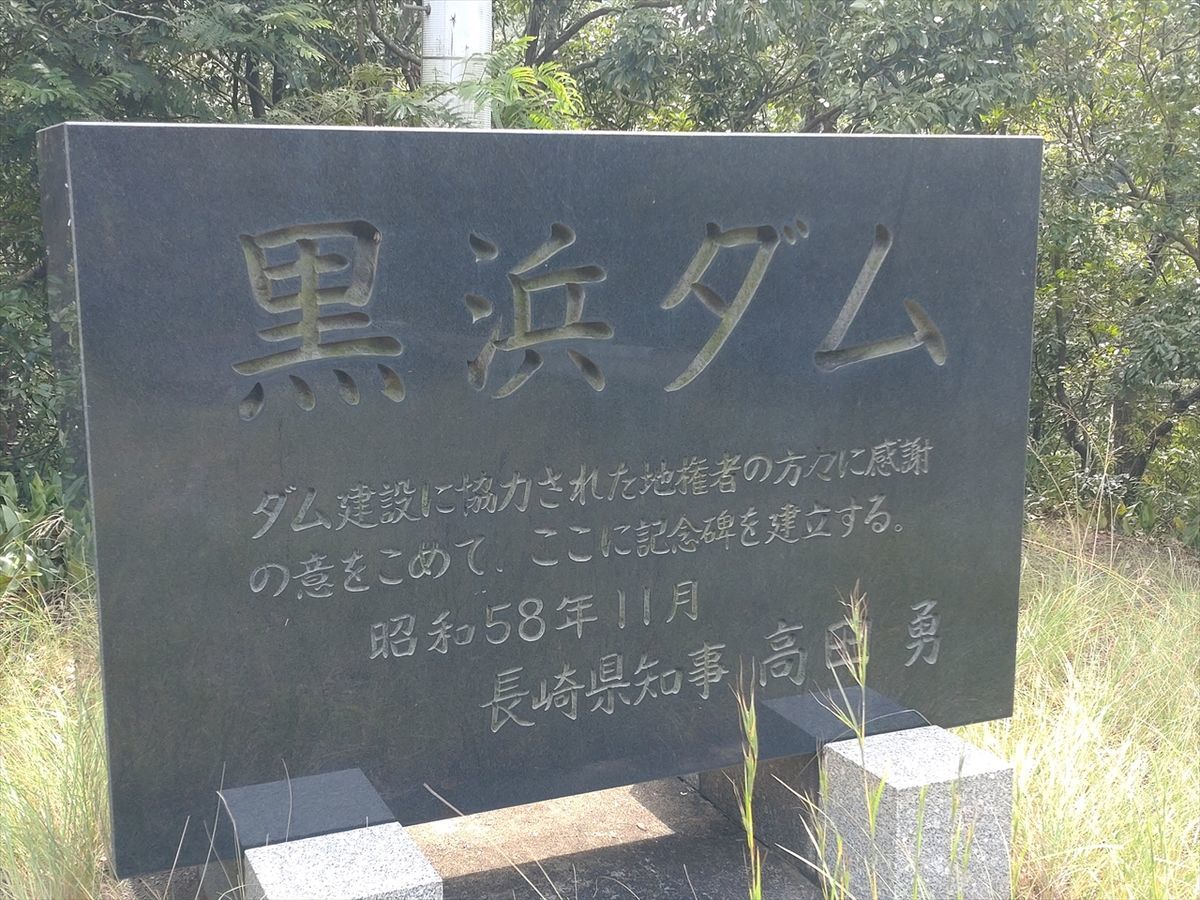 黒浜ダム
ダム建設に協力された地権者の方々に感謝
の意をこめて、ここに記念碑を建立する。
昭和58年11月
長崎県知事 高田 勇